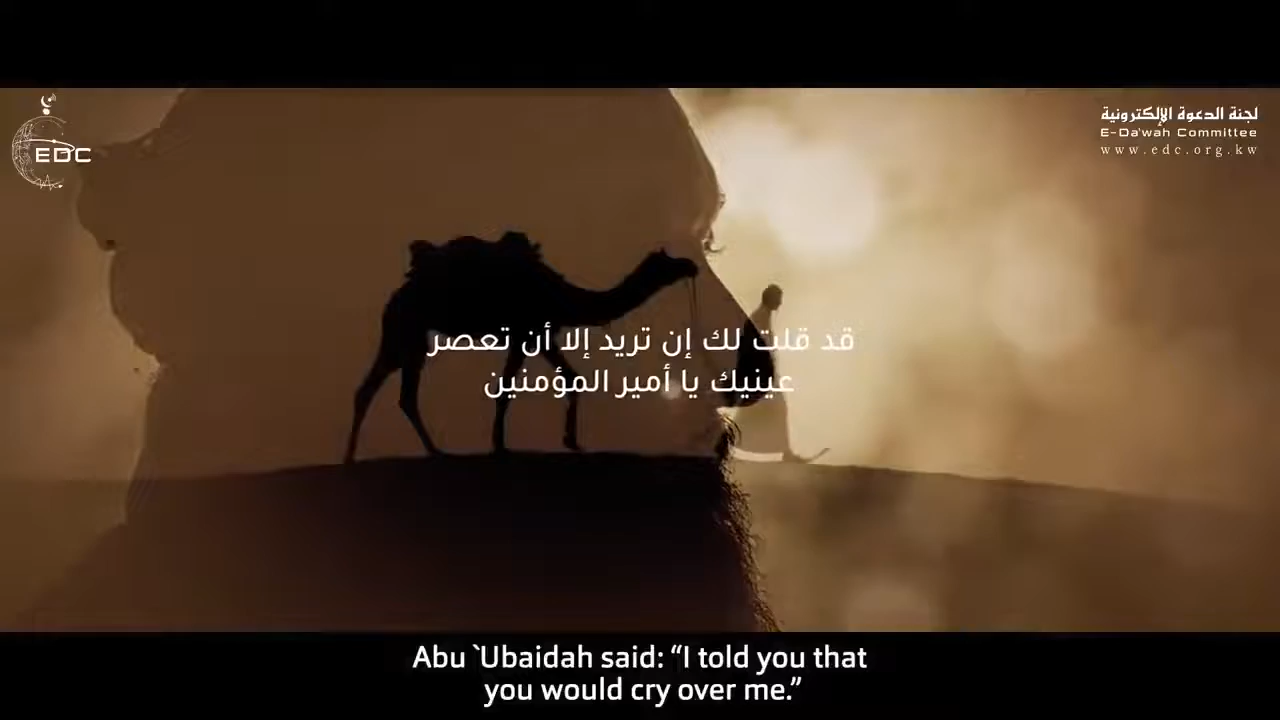 EDC
لجنة الدعوة الإلكترونية
E-Da'wah Committee
www.edc.org.kw
قد قلت لك إن تريد إلا أن تعصر
عينيك يا أمير المؤمنين
Abu `Ubaidah said: “I told you that
you would cry over me.”